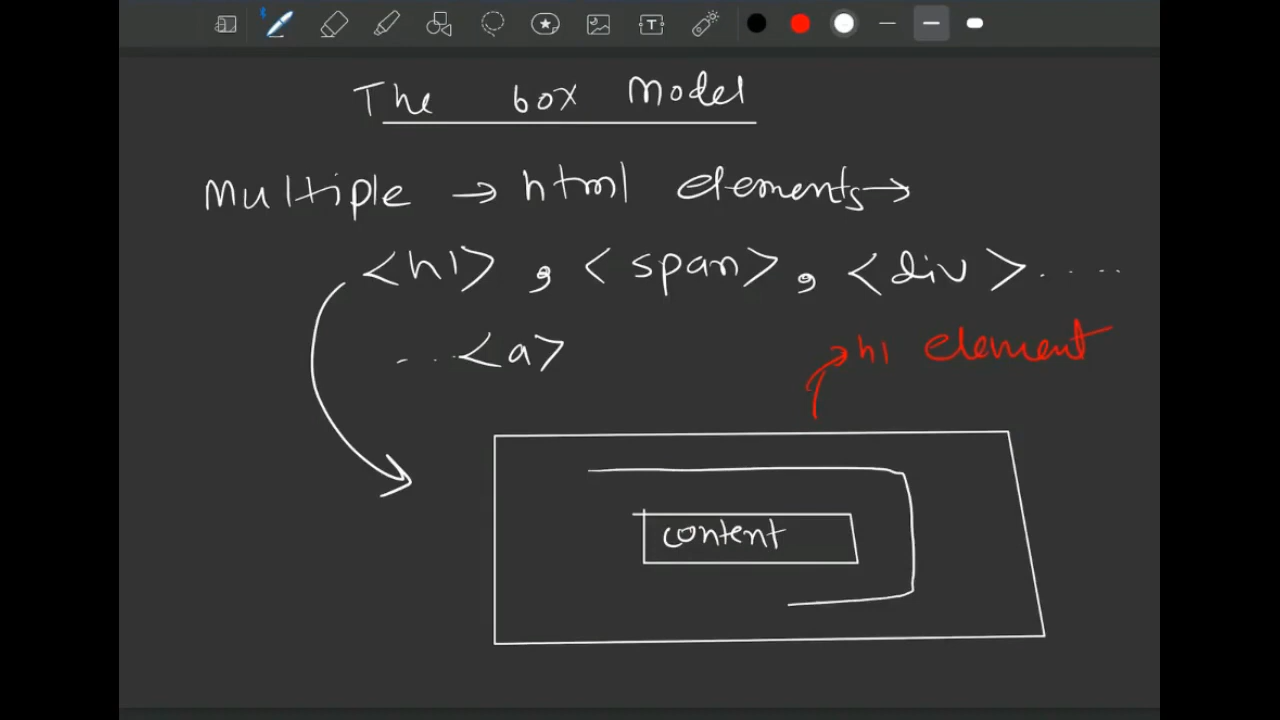 The box Model
Multiple → html elements →
<h1> , <span> , <div> .....
...<a>
h1 element
content